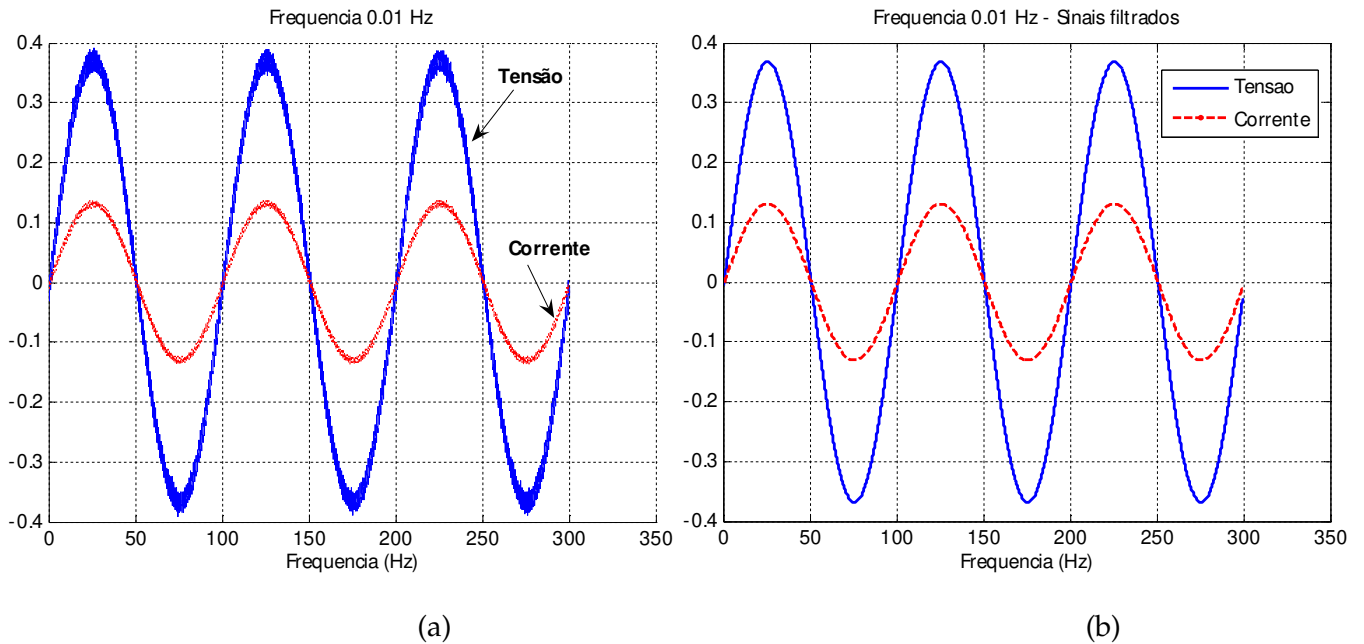 Frequencia 0.01 Hz
0.4
0.3
0.2
0.1
0
-0.1
-0.2
-0.3
-0.4
0 50 100 150 200 250 300 350
Frequencia (Hz)
Tensão
Corrente
(a)
Frequencia 0.01 Hz - Sinais filtrados
0.4
0.3
0.2
0.1
0
-0.1
-0.2
-0.3
-0.4
0 50 100 150 200 250 300 350
Frequencia (Hz)
Tensao
Corrente
(b)